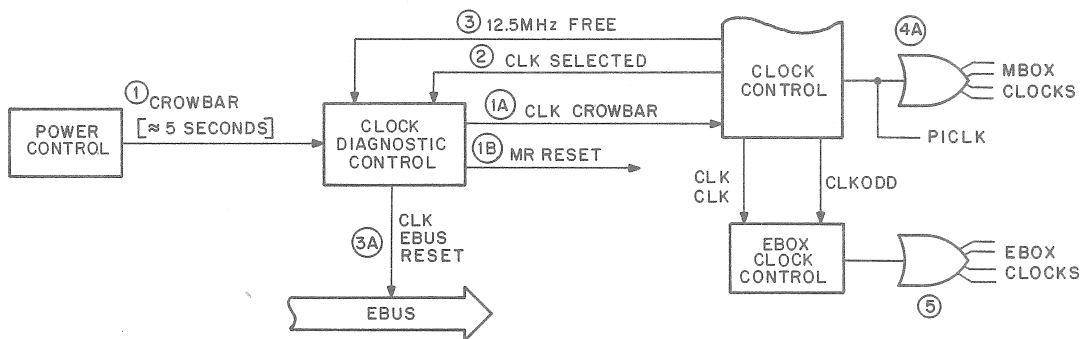 3 12.5MHz FREE
2 CLK SELECTED
4A
MBOX
CLOCKS
CLOCK
CONTROL
1 CROWBAR
[≈ 5 SECONDS]
POWER
CONTROL
CLOCK
DIAGNOSTIC
CONTROL
1A CLK CROWBAR
1B MR RESET
PICLK
CLK
CLK
CLKODD
3A
CLK
EBUS
RESET
EBOX
CLOCK
CONTROL
EBOX
CLOCKS
5
EBUS